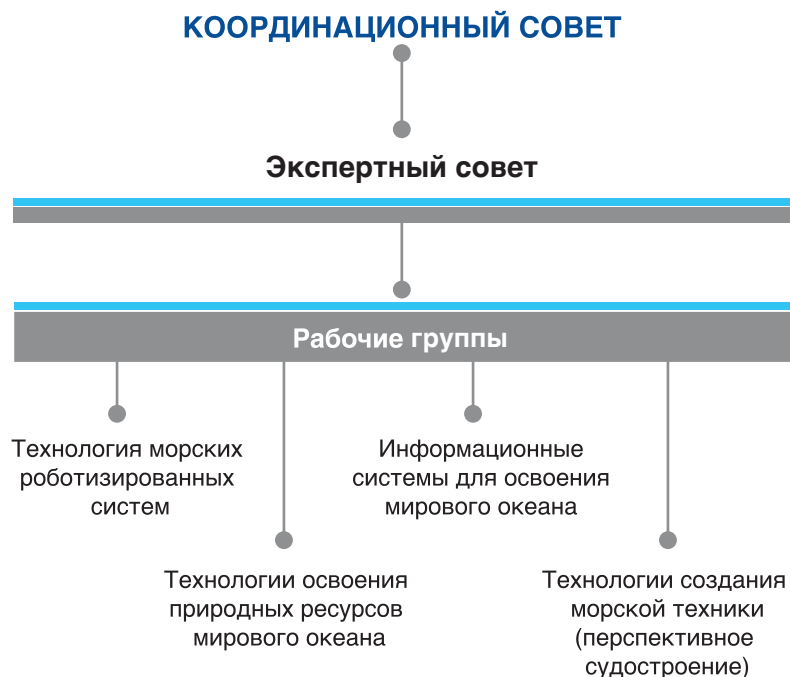 КООРДИНАЦИОННЫЙ СОВЕТ
Экспертный совет
Рабочие группы
Технология морских
роботизированных
систем
Информационные
системы для освоения
мирового океана
Технологии освоения
природных ресурсов
мирового океана
Технологии создания
морской техники
(перспективное
судостроение)